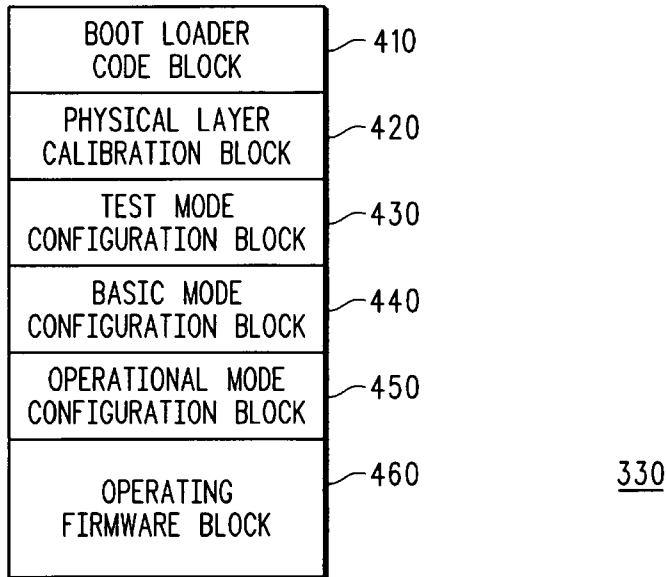 BOOT LOADER
CODE BLOCK
410
PHYSICAL LAYER
CALIBRATION BLOCK
420
TEST MODE
CONFIGURATION BLOCK
430
BASIC MODE
CONFIGURATION BLOCK
440
OPERATIONAL MODE
CONFIGURATION BLOCK
450
OPERATING
FIRMWARE BLOCK
460
330